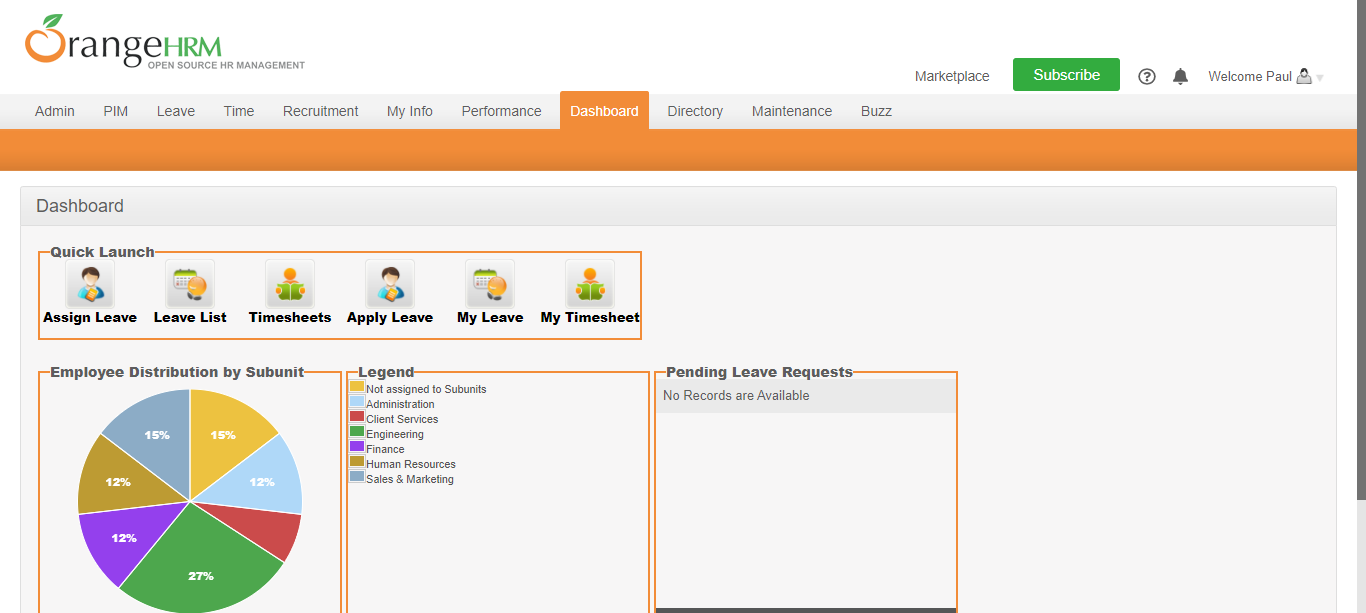 OrangeHRM
OPEN SOURCE HR MANAGEMENT
Marketplace Subscribe ? Welcome Paul
Admin PIM Leave Time Recruitment My Info Performance Dashboard Directory Maintenance Buzz
Dashboard
Quick Launch
Assign Leave Leave List Timesheets Apply Leave My Leave My Timesheet
Employee Distribution by Subunit
15%
15%
12%
12%
12%
27%
Legend
Not assigned to Subunits
Administration
Client Services
Engineering
Finance
Human Resources
Sales & Marketing
Pending Leave Requests
No Records are Available